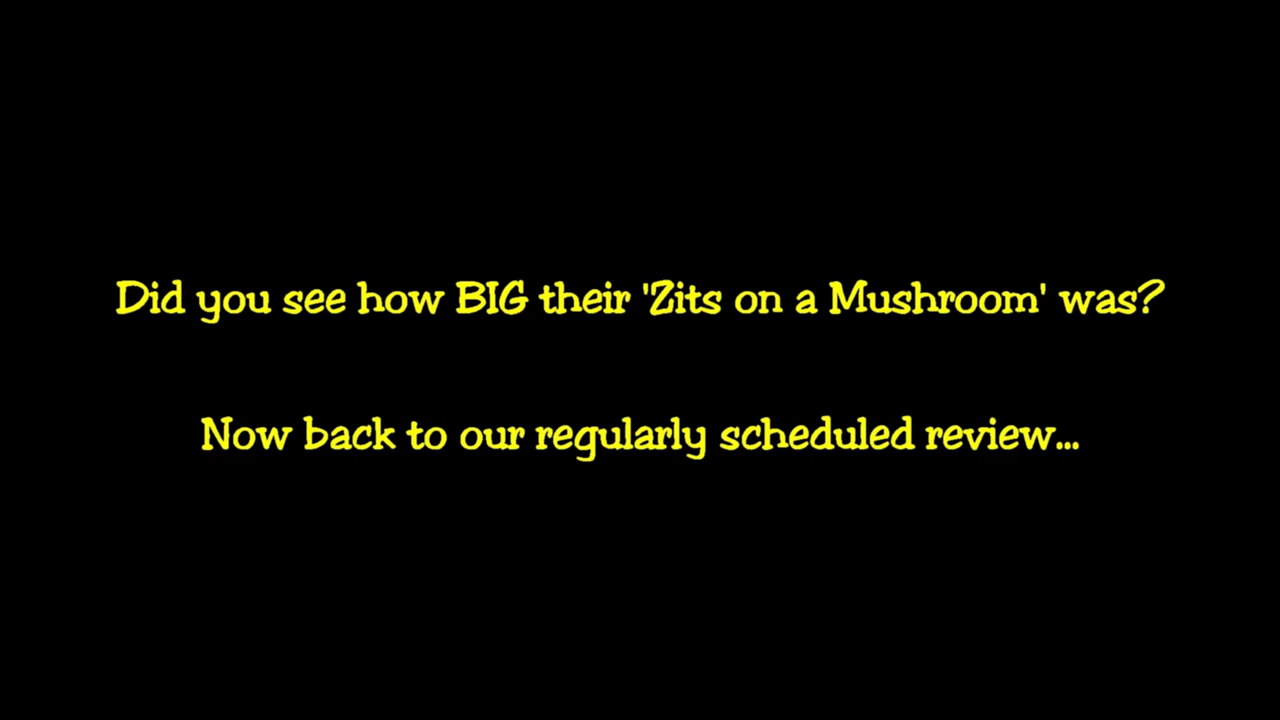 Did you see how BIG their 'Zits on a Mushroom' was?
Now back to our regularly scheduled review...